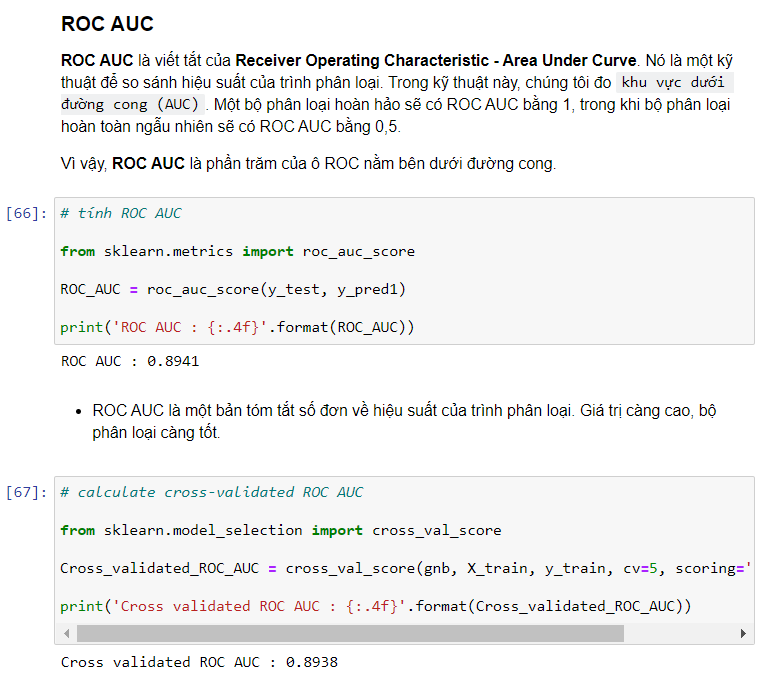 ROC AUC
ROC AUC là viết tắt của Receiver Operating Characteristic - Area Under Curve. Nó là một kỹ
thuật để so sánh hiệu suất của trình phân loại. Trong kỹ thuật này, chúng tôi đo khu vực dưới
đường cong (AUC) . Một bộ phân loại hoàn hảo sẽ có ROC AUC bằng 1, trong khi bộ phân loại
hoàn toàn ngẫu nhiên sẽ có ROC AUC bằng 0,5.
Vì vậy, ROC AUC là phần trăm của ô ROC nằm bên dưới đường cong.
[66]: # tính ROC AUC
from sklearn.metrics import roc_auc_score
ROC_AUC = roc_auc_score(y_test, y_pred1)
print('ROC AUC : {:.4f}'.format(ROC_AUC))
ROC AUC : 0.8941
• ROC AUC là một bản tóm tắt số đơn về hiệu suất của trình phân loại. Giá trị càng cao, bộ
phân loại càng tốt.
[67]: # calculate cross-validated ROC AUC
from sklearn.model_selection import cross_val_score
Cross_validated_ROC_AUC = cross_val_score(gnb, X_train, y_train, cv=5, scoring='
print('Cross validated ROC AUC : {:.4f}'.format(Cross_validated_ROC_AUC))
Cross validated ROC AUC : 0.8938